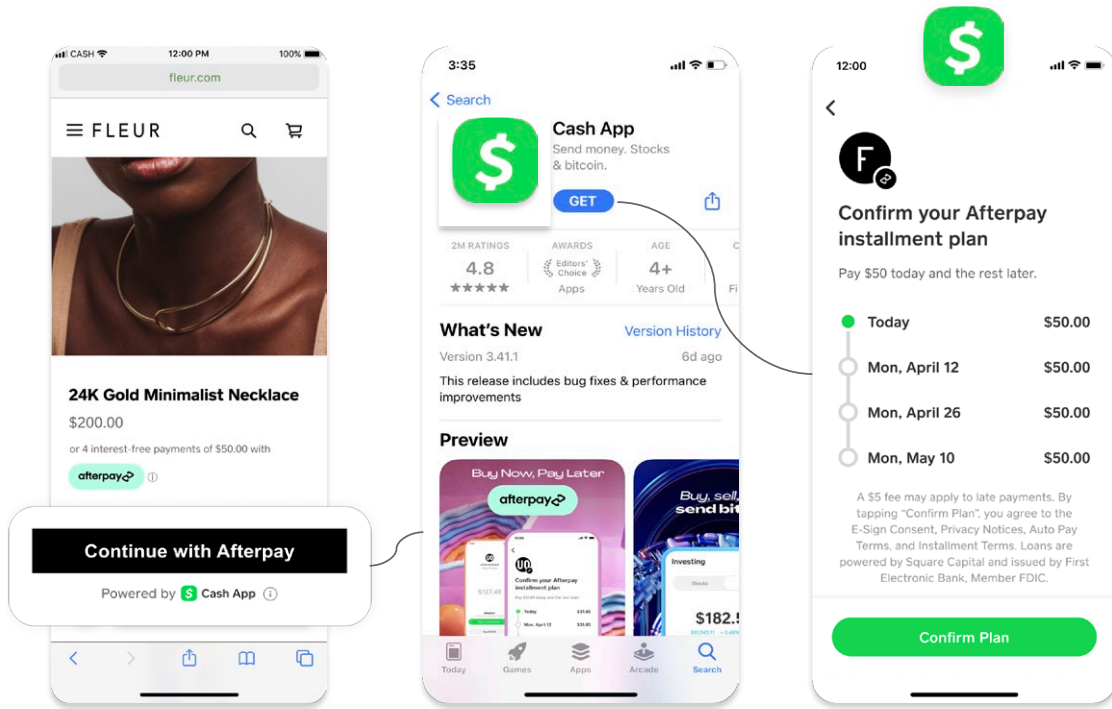 CASH
12:00 PM
100%
fleur.com
FLEUR
24K Gold Minimalist Necklace
$200.00
or 4 interest-free payments of $50.00 with
afterpay
Continue with Afterpay
Powered by $ Cash App
3:35
Search
$
Cash App
Send money. Stocks
& bitcoin.
GET
2M RATINGS
4.8
AWARDS
Editors'
Choice
Apps
AGE
4+
Years Old
C
Fi
What's New
Version History
Version 3.41.1
6d ago
This release includes bug fixes & performance
improvements
Preview
Buy Now, Pay Later
afterpay
Confirm your Afterpay
installment plan
Today
Mon, April 12
$127.40
Buy, sell,
send bit
Investing
Stocks
$182.5
Today
Games
Apps
Arcade
Search
$
12:00
F
Confirm your Afterpay
installment plan
Pay $50 today and the rest later.
Today $50.00
Mon, April 12 $50.00
Mon, April 26 $50.00
Mon, May 10 $50.00
A $5 fee may apply to late payments. By
tapping "Confirm Plan", you agree to the
E-Sign Consent, Privacy Notices, Auto Pay
Terms, and Installment Terms. Loans are
powered by Square Capital and issued by First
Electronic Bank, Member FDIC.
Confirm Plan